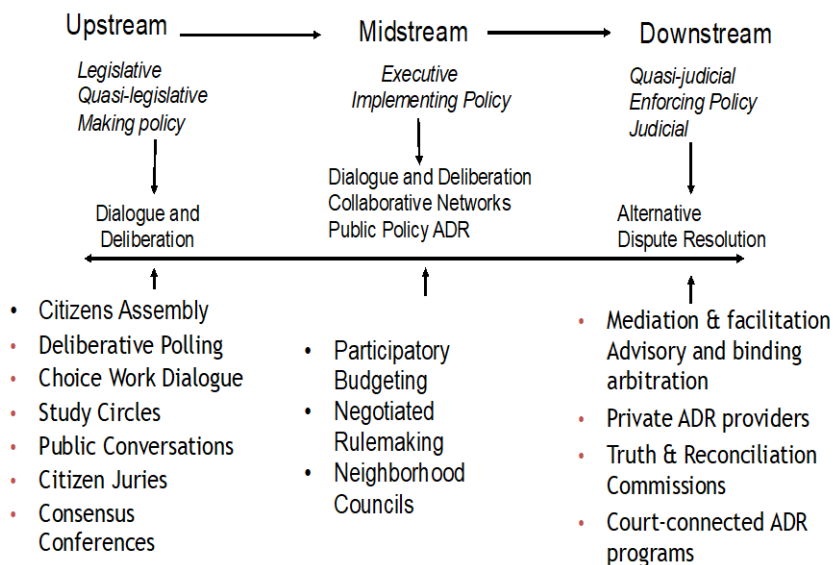 Upstream
Midstream
Downstream
Legislative
Quasi-legislative
Making policy
Executive
Implementing Policy
Quasi-judicial
Enforcing Policy
Judicial
Dialogue and
Deliberation
Dialogue and Deliberation
Collaborative Networks
Public Policy ADR
Alternative
Dispute Resolution
• Citizens Assembly
• Deliberative Polling
• Choice Work Dialogue
• Study Circles
• Public Conversations
• Citizen Juries
• Consensus
Conferences
• Participatory
Budgeting
• Negotiated
Rulemaking
• Neighborhood
Councils
• Mediation & facilitation
Advisory and binding
arbitration
• Private ADR providers
• Truth & Reconciliation
Commissions
• Court-connected ADR
programs